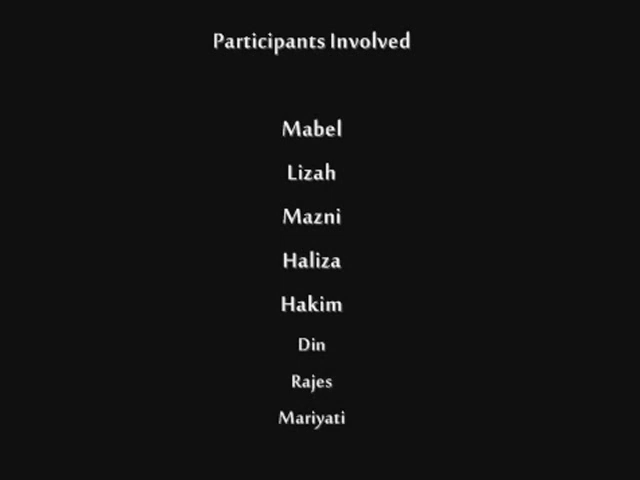 Participants Involved
Mabel
Lizah
Mazni
Haliza
Hakim
Din
Rajes
Mariyati